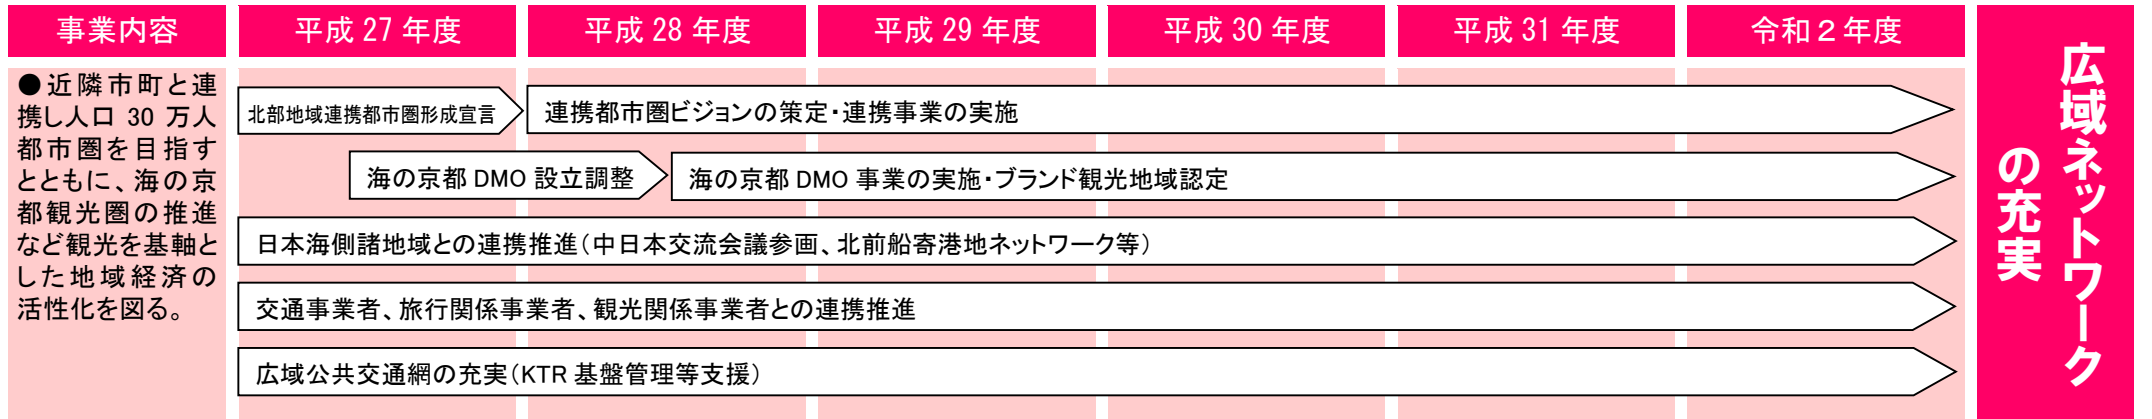 事業内容
平成 27 年度
平成 28 年度
平成 29 年度
平成 30 年度
平成 31 年度
令和２年度
●近隣市町と連
携し人口 30 万人
都市圏を目指す
とともに、海の京
都観光圏の推進
など観光を基軸と
した地域経済の
活性化を図る。
北部地域連携都市圏形成宣言
連携都市圏ビジョンの策定・連携事業の実施
海の京都 DMO 設立調整
海の京都 DMO 事業の実施・ブランド観光地域認定
日本海側諸地域との連携推進（中日本交流会議参画、北前船寄港地ネットワーク等）
交通事業者、旅行関係事業者、観光関係事業者との連携推進
広域公共交通網の充実（KTR 基盤管理等支援）
広域ネットワーク
の充実